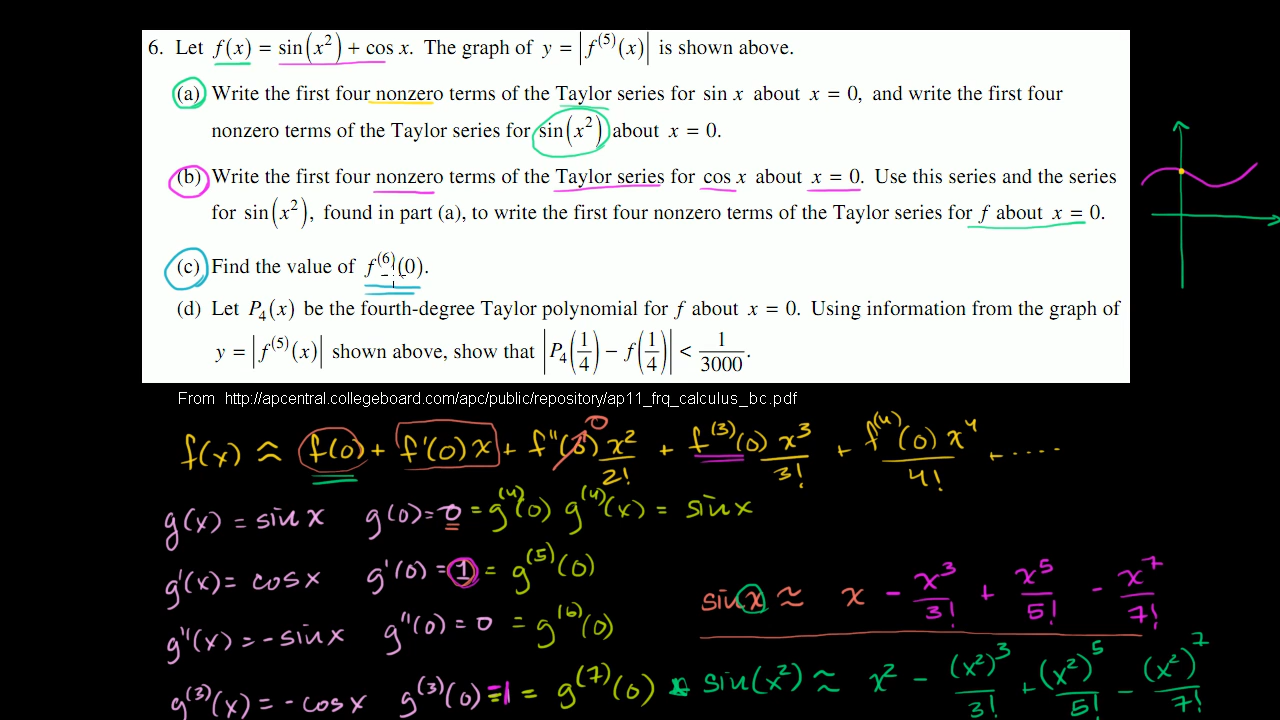 6. Let f(x) = sin(x²) + cos x. The graph of y = |f⁽⁵⁾(x)| is shown above.
(a) Write the first four nonzero terms of the Taylor series for sin x about x = 0, and write the first four
nonzero terms of the Taylor series for sin(x²) about x = 0.
(b) Write the first four nonzero terms of the Taylor series for cos x about x = 0. Use this series and the series
for sin(x²), found in part (a), to write the first four nonzero terms of the Taylor series for f about x = 0.
(c) Find the value of f⁽⁶⁾(0).
(d) Let P₄(x) be the fourth-degree Taylor polynomial for f about x = 0. Using information from the graph of
y = |f⁽⁵⁾(x)| shown above, show that |P₄(1/4) − f(1/4)| < 1/3000.
From http://apcentral.collegeboard.com/apc/public/repository/ap11_frq_calculus_bc.pdf
f(x) ≈ f(0) + f'(0)x + f''(0) x²/2! + f⁽³⁾(0) x³/3! + f⁽⁴⁾(0) x⁴/4! + ....
0
g(x) = sin x g(0) = 0 = g⁽⁴⁾(0) g⁽⁴⁾(x) = sin x
g'(x) = cos x g'(0) = 1 = g⁽⁵⁾(0)
sin x ≈ x − x³/3! + x⁵/5! − x⁷/7!
g''(x) = −sin x g''(0) = 0 = g⁽⁶⁾(0)
g⁽³⁾(x) = −cos x g⁽³⁾(0) = -1 = g⁽⁷⁾(0)
sin(x²) ≈ x² − (x²)³/3! + (x²)⁵/5! − (x²)⁷/7!